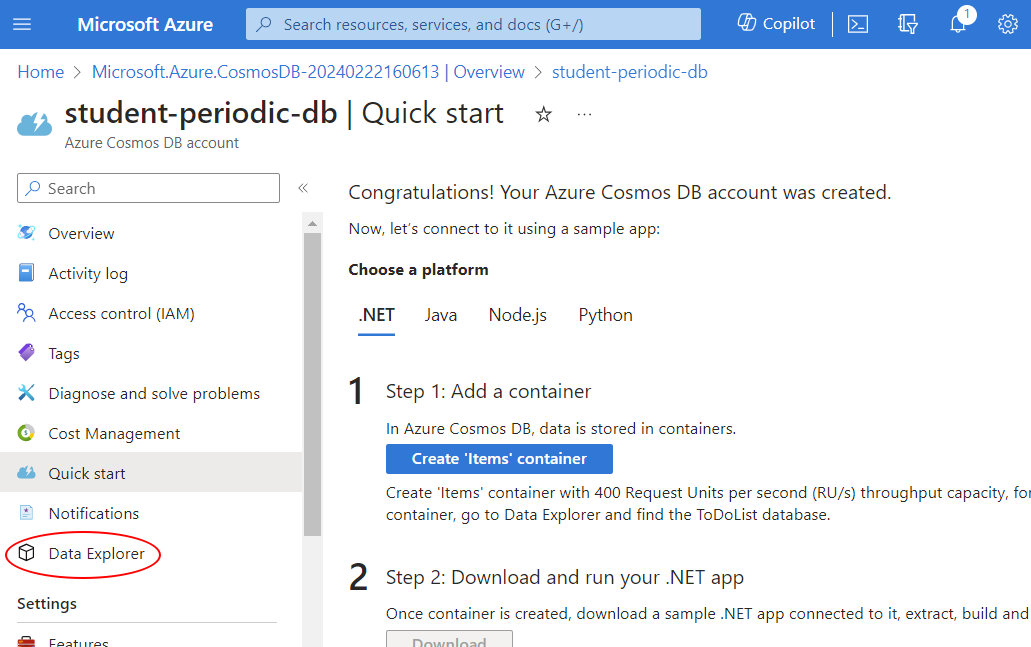 Microsoft Azure
Search resources, services, and docs (G+/)
Copilot
1
Home > Microsoft.Azure.CosmosDB-20240222160613 | Overview > student-periodic-db
student-periodic-db | Quick start
...
Azure Cosmos DB account
Search
«
Overview
Activity log
Access control (IAM)
Tags
Diagnose and solve problems
Cost Management
Quick start
Notifications
Data Explorer
Settings
Features
Congratulations! Your Azure Cosmos DB account was created.
Now, let's connect to it using a sample app:
Choose a platform
.NET Java Node.js Python
1 Step 1: Add a container
In Azure Cosmos DB, data is stored in containers.
Create 'Items' container
Create 'Items' container with 400 Request Units per second (RU/s) throughput capacity, for
container, go to Data Explorer and find the ToDoList database.
2 Step 2: Download and run your .NET app
Once container is created, download a sample .NET app connected to it, extract, build and
Download